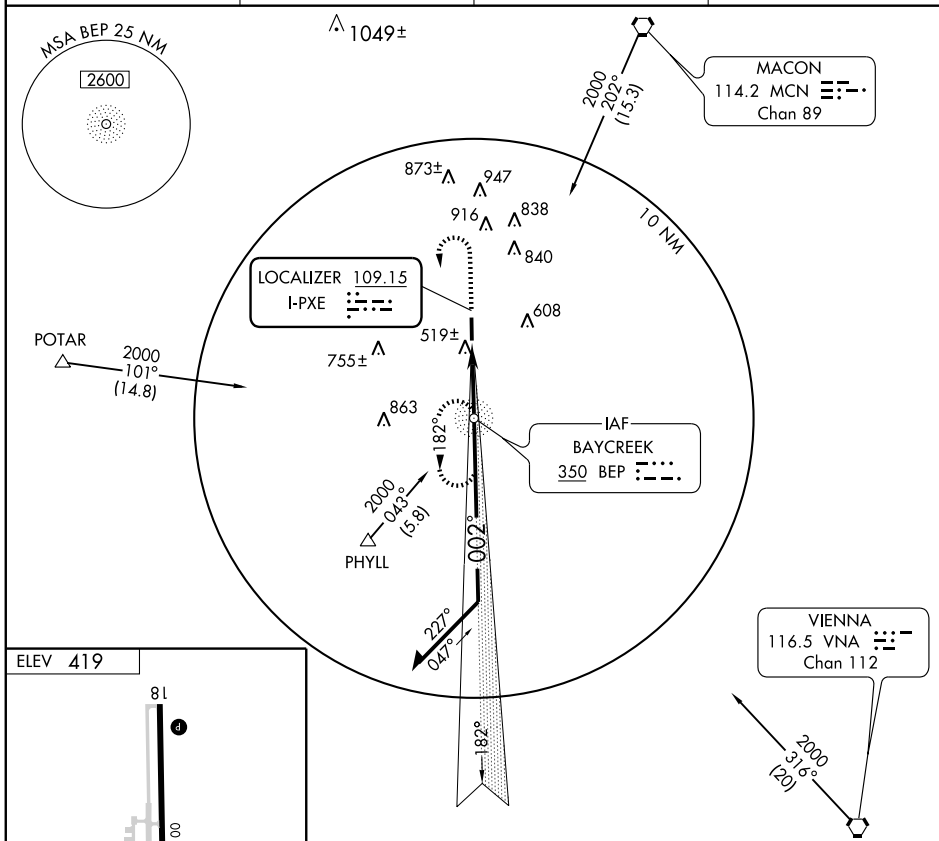 MSA BEP 25 NM
2600
1049±
MACON
114.2 MCN
Chan 89
2000
202°
(15.3)
10 NM
873±
947
916
838
840
LOCALIZER 109.15
I-PXE
608
519±
755±
POTAR
2000
101°
(14.8)
863
182°
IAF
BAYCREEK
350 BEP
2000
043°
(5.8)
PHYLL
002°
227°
047°
182°
VIENNA
116.5 VNA
Chan 112
2000
316°
(20)
ELEV 419
18
P
00